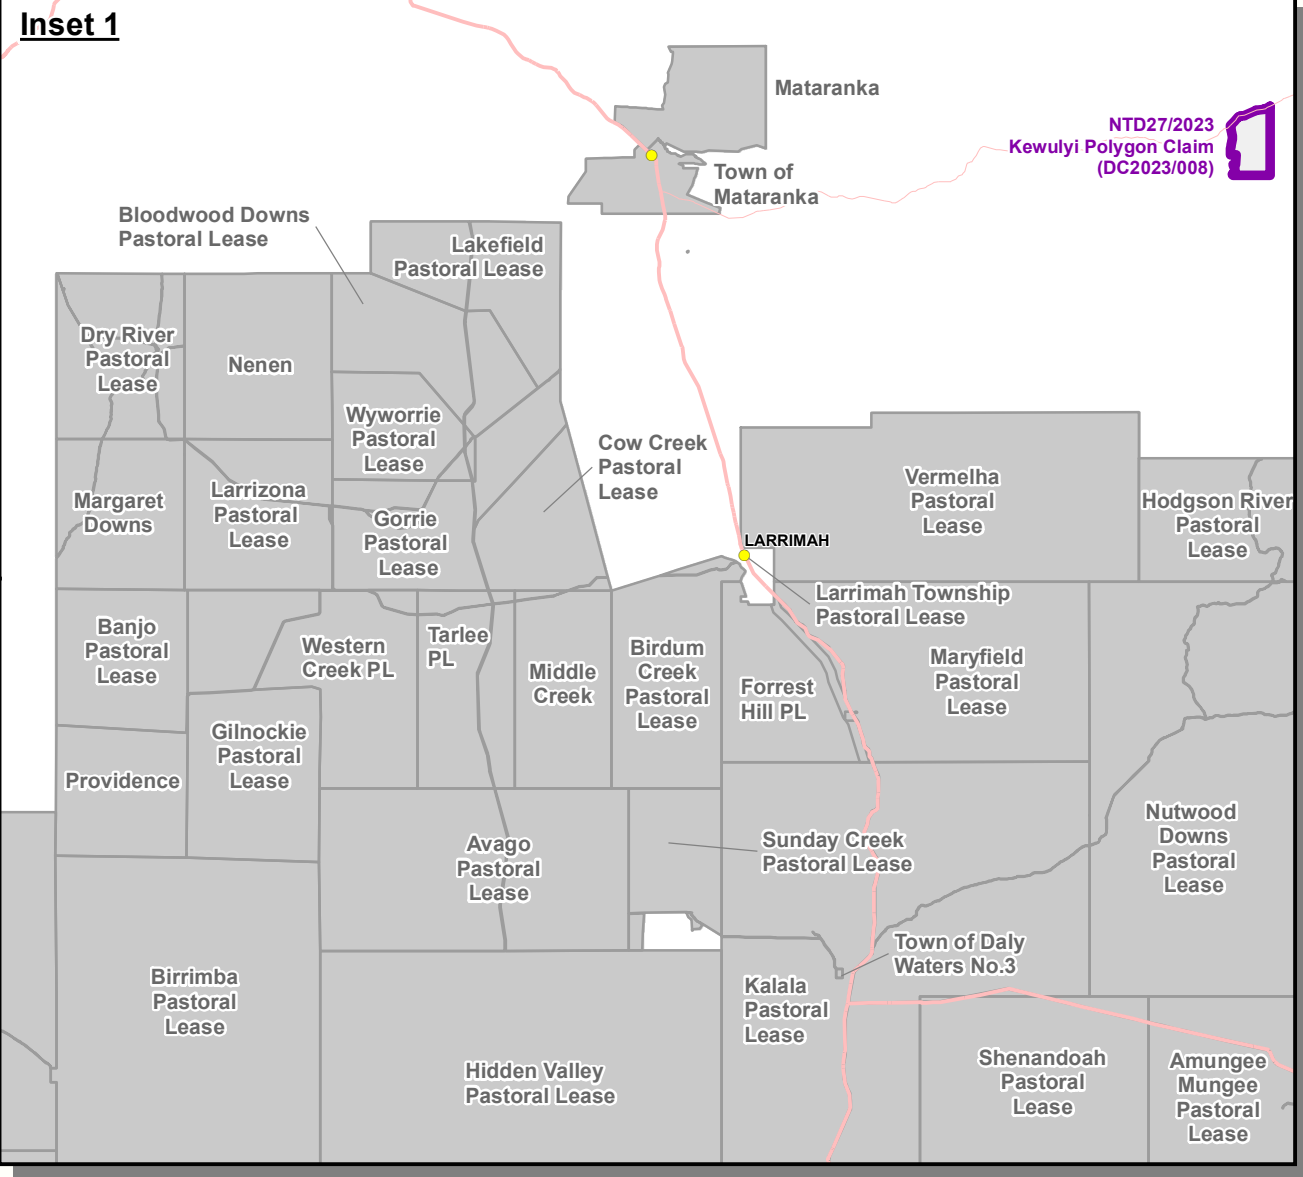 Inset 1
Mataranka
NTD27/2023
Kewulyi Polygon Claim
(DC2023/008)
Town of
Mataranka
Bloodwood Downs
Pastoral Lease
Lakefield
Pastoral Lease
Dry River
Pastoral
Lease
Nenen
Wyworrie
Pastoral
Lease
Cow Creek
Pastoral
Lease
Vermelha
Pastoral
Lease
Hodgson River
Pastoral
Lease
Margaret
Downs
Larrizona
Pastoral
Lease
Gorrie
Pastoral
Lease
LARRIMAH
Larrimah Township
Pastoral Lease
Banjo
Pastoral
Lease
Western
Creek PL
Tarlee
PL
Middle
Creek
Birdum
Creek
Pastoral
Lease
Forrest
Hill PL
Maryfield
Pastoral
Lease
Gilnockie
Pastoral
Lease
Providence
Avago
Pastoral
Lease
Sunday Creek
Pastoral Lease
Nutwood
Downs
Pastoral
Lease
Town of Daly
Waters No.3
Birrimba
Pastoral
Lease
Kalala
Pastoral
Lease
Hidden Valley
Pastoral Lease
Shenandoah
Pastoral
Lease
Amungee
Mungee
Pastoral
Lease